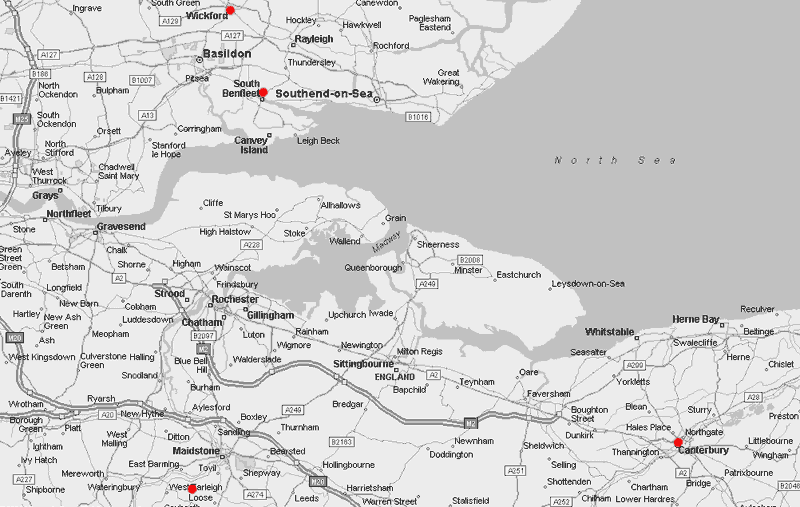 South Green
Canewdon
Ingrave
Wickford
Hockley
Paglesham
Eastend
A129
Hawkwell
A127
Rayleigh
Rochford
A127
Basildon
Thundersley
B186
A128
B1007
Pitsea
Great
Wakering
South
Benfleet
Southend-on-Sea
North
Ockendon
Bulphan
B1421
A13
B1016
M25
South
Ockendon
Orsett
Corringham
Canvey
Island
Leigh Beck
North
Stifford
Stanford
le Hope
Aveley
North Sea
West
Thurrock
Chadwell
Saint Mary
Grays
Tilbury
Cliffe
Allhallows
Northfleet
St Marys Hoo
Grain
Stone
Gravesend
High Halstow
Stoke
Wallend
Medway
Sheerness
Green
Street
Green
Chalk
A228
B2008
Betsham
Shorne
Higham
Wainscot
Queenborough
Minster
Eastchurch
A2
South
Darenth
Longfield
Frindsbury
A249
Leysdown-on-Sea
Strood
Rochester
New Barn
Cobham
Gillingham
Upchurch
Iwade
Reculver
Hartley
New Ash
Green
Luddesdown
Chatham
Herne Bay
Ash
Meopham
Luton
Rainham
Whitstable
Beltinge
M20
B2097
M2
Wigmore
Newington
Milton Regis
Swalecliffe
West Kingsdown
Culverstone
Green
Halling
Blue Bell
Hill
Walderslade
Seasalter
Herne
Chislet
Sittingbourne
Oare
A299
Snodland
ENGLAND
A2
Teynham
Yorkletts
Burham
Bapchild
Faversham
Wrotham
Ryarsh
Aylesford
Bredgar
Boughton
Street
Blean
Sturry
A28
Borough
Green
A20
New Hythe
Boxley
A249
M2
Hales Place
Preston
Platt
Ditton
Sandling
Thurnham
Dunkirk
Northgate
West
Malling
B2163
Newnham
Sheldwich
Littlebourne
Ightham
Maidstone
Bearsted
Doddington
Thannington
Canterbury
Wingham
Ivy Hatch
East Barming
Tovil
Hollingbourne
Selling
Mereworth
Shepway
A251
A2
Patrixbourne
A227
Wateringbury
West Farleigh
M20
Harrietsham
Shottenden
Bridge
B2046
Shipborne
Loose
A274
Leeds
Warren Street
Stalisfield
A252
Chilham
Lower Hardres
Chartham
Aylesham